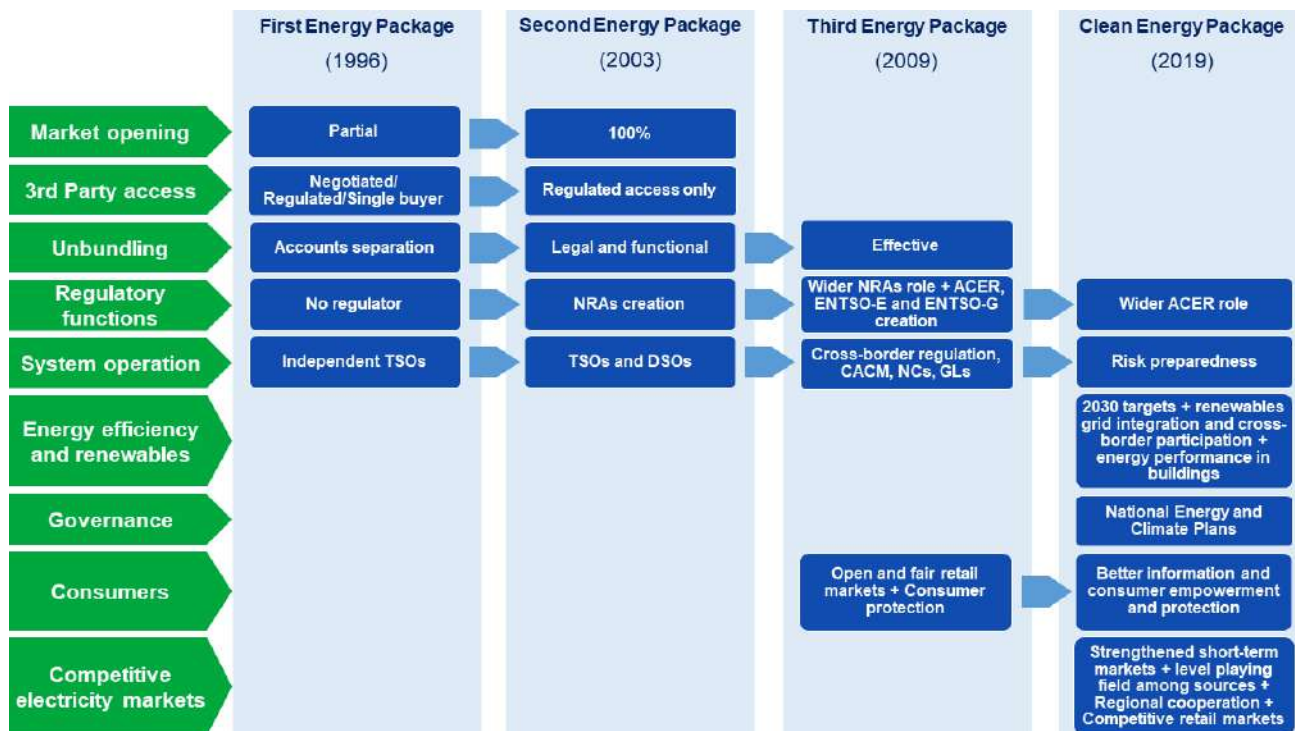 First Energy Package
(1996)
Second Energy Package
(2003)
Third Energy Package
(2009)
Clean Energy Package
(2019)
Market opening
Partial
100%
3rd Party access
Negotiated/
Regulated/Single buyer
Regulated access only
Unbundling
Accounts separation
Legal and functional
Effective
Regulatory
functions
No regulator
NRAs creation
Wider NRAs role + ACER,
ENTSO-E and ENTSO-G
creation
Wider ACER role
System operation
Independent TSOs
TSOs and DSOs
Cross-border regulation,
CACM, NCs, GLs
Risk preparedness
Energy efficiency
and renewables
2030 targets + renewables
grid integration and cross-
border participation +
energy performance in
buildings
Governance
National Energy and
Climate Plans
Consumers
Open and fair retail
markets + Consumer
protection
Better information and
consumer empowerment
and protection
Competitive
electricity markets
Strengthened short-term
markets + level playing
field among sources +
Regional cooperation +
Competitive retail markets